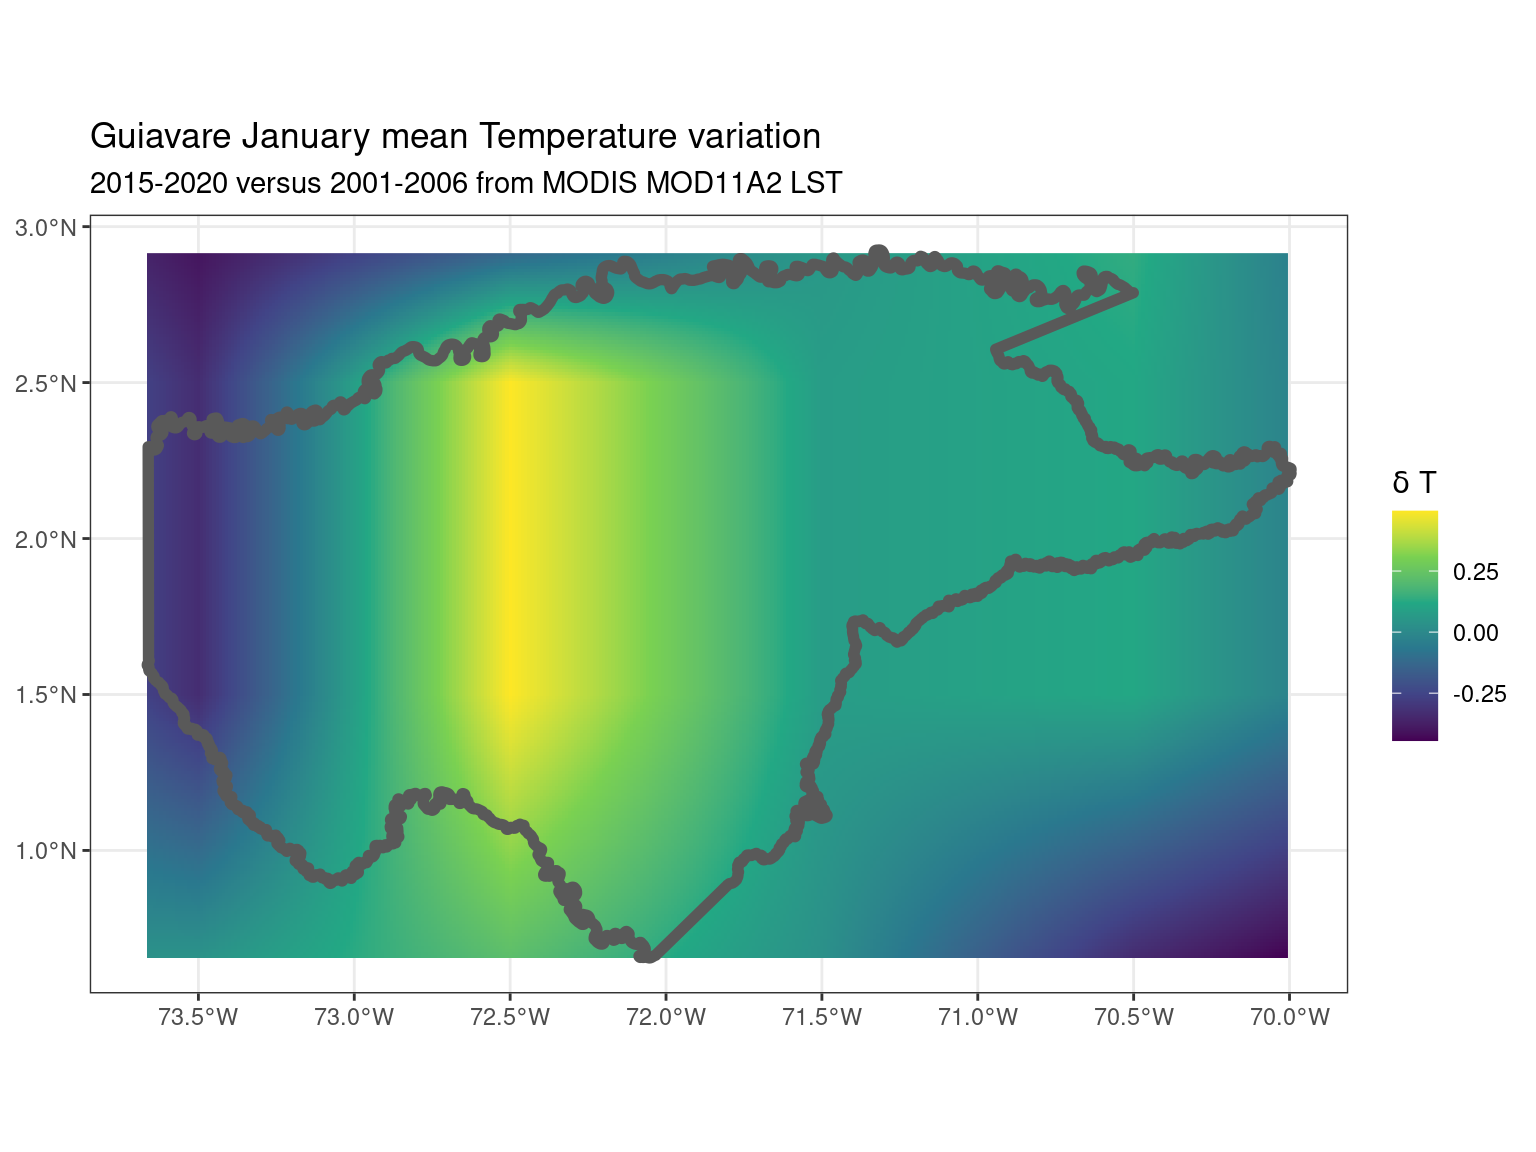 Guiavare January mean Temperature variation
2015-2020 versus 2001-2006 from MODIS MOD11A2 LST
3.0°N
2.5°N
2.0°N
1.5°N
1.0°N
73.5°W 73.0°W 72.5°W 72.0°W 71.5°W 71.0°W 70.5°W 70.0°W
δ T
0.25
0.00
-0.25